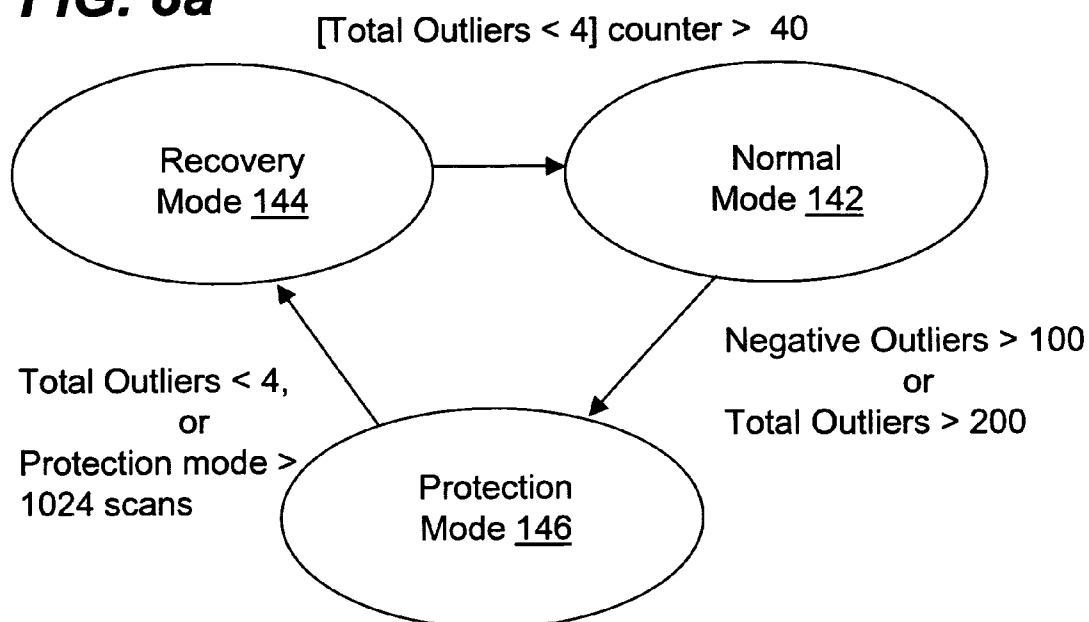 FIG. 6a
[Total Outliers < 4] counter > 40
Recovery
Mode 144
Normal
Mode 142
Negative Outliers > 100
or
Total Outliers > 200
Total Outliers < 4,
or
Protection mode >
1024 scans
Protection
Mode 146